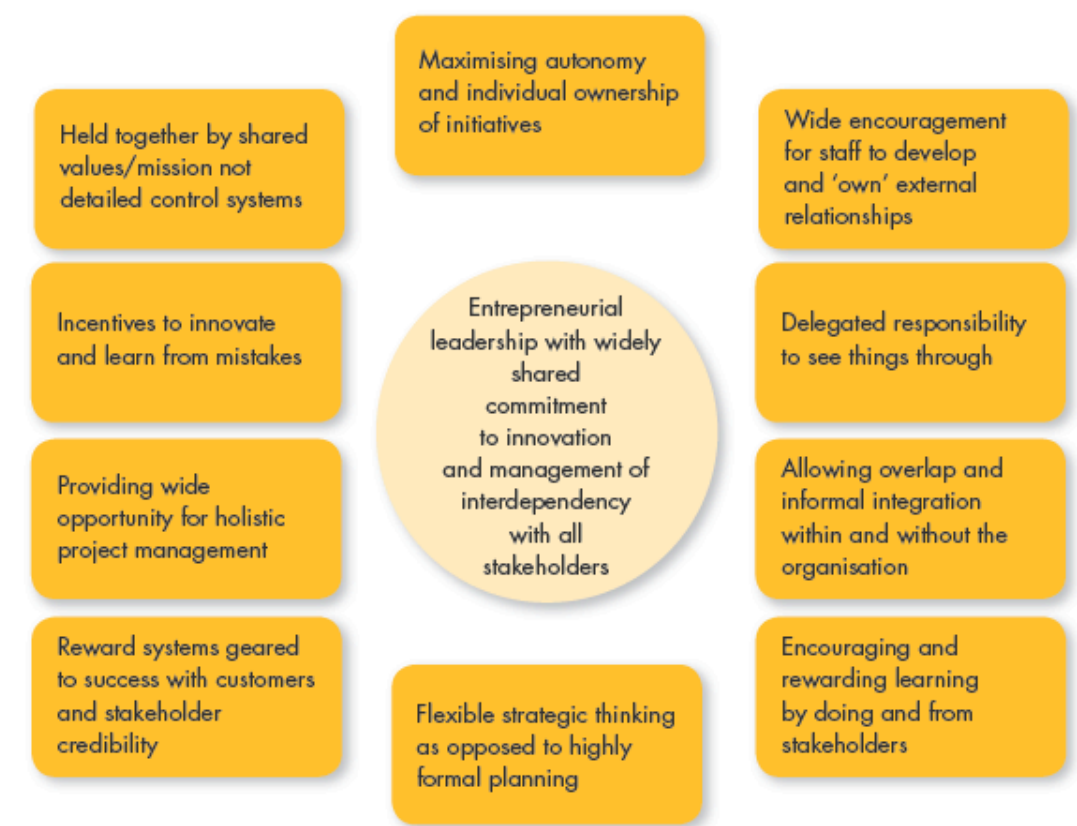 Maximising autonomy
and individual ownership
of initiatives
Held together by shared
values/mission not
detailed control systems
Wide encouragement
for staff to develop
and ‘own’ external
relationships
Incentives to innovate
and learn from mistakes
Entrepreneurial
leadership with widely
shared
commitment
to innovation
and management of
interdependency
with all
stakeholders
Delegated responsibility
to see things through
Providing wide
opportunity for holistic
project management
Allowing overlap and
informal integration
within and without the
organisation
Reward systems geared
to success with customers
and stakeholder
credibility
Flexible strategic thinking
as opposed to highly
formal planning
Encouraging and
rewarding learning
by doing and from
stakeholders